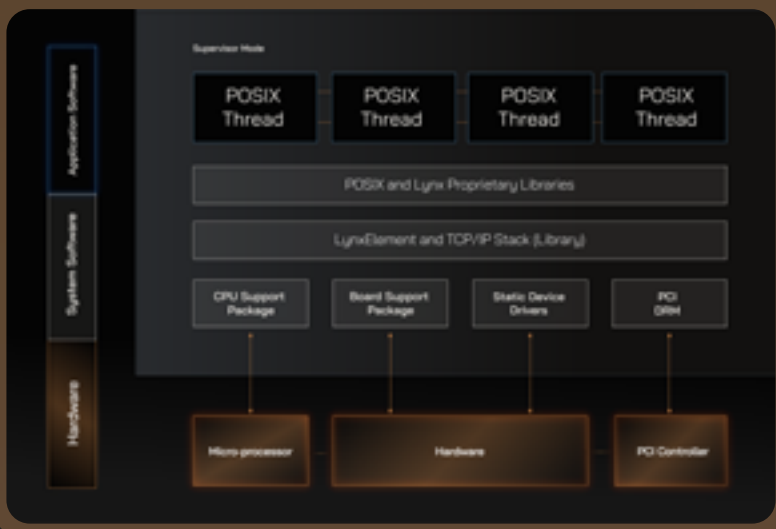 Supervisor Mode
Application Software
System Software
Hardware
POSIX
Thread
POSIX
Thread
POSIX
Thread
POSIX
Thread
POSIX and Lynx Proprietary Libraries
LynxElement and TCP/IP Stack (Library)
CPU Support
Package
Board Support
Package
Static Device
Drivers
PCI
DRM
Micro-processor
Hardware
PCI Controller